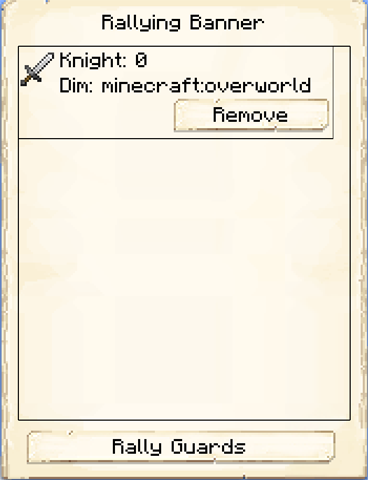 Rallying Banner
Knight: 0
Dim: minecraft:overworld
Remove
Rally Guards